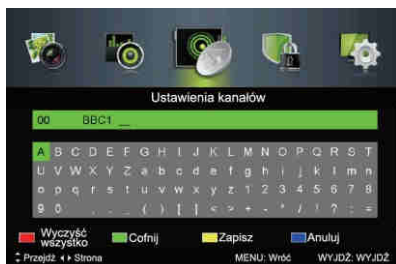 Ustawienia kanałów
00 BBC1 __
A B C D E F G H I J K L M N O P Q R S T
U V W X Y Z a b c d e f g h i j k l m n
o p q r s t u v w x y z 1 2 3 4 5 6 7 8
9 0 . , _ ( ) [ ] < > + - * / ! ? : =
Wyczyść wszystko Cofnij Zapisz Anuluj
Przejdź Strona MENU: Wróć WYJDŹ: WYJDŹ